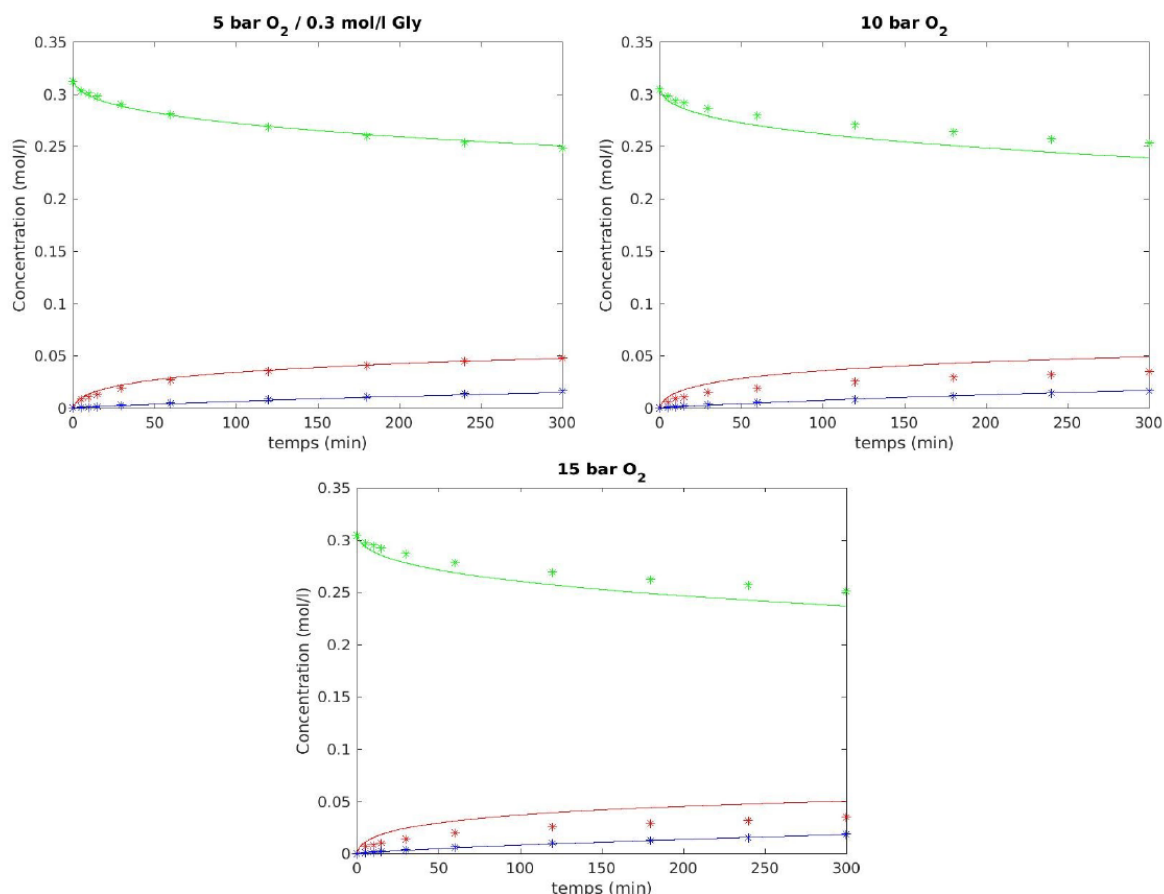 5 bar O2 / 0.3 mol/l Gly
0.35
0.3
0.25
0.2
0.15
0.1
0.05
0
Concentration (mol/l)
0 50 100 150 200 250 300
temps (min)
10 bar O2
0.35
0.3
0.25
0.2
0.15
0.1
0.05
0
Concentration (mol/l)
0 50 100 150 200 250 300
temps (min)
15 bar O2
0.35
0.3
0.25
0.2
0.15
0.1
0.05
0
Concentration (mol/l)
0 50 100 150 200 250 300
temps (min)